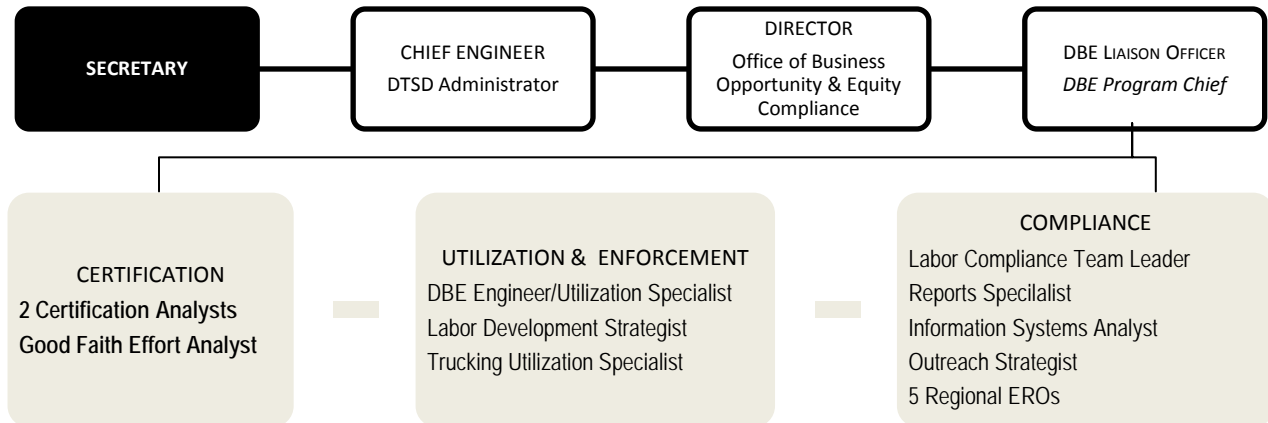 SECRETARY
CHIEF ENGINEER
DTSD Administrator
DIRECTOR
Office of Business
Opportunity & Equity
Compliance
DBE LIAISON OFFICER
DBE Program Chief
CERTIFICATION
2 Certification Analysts
Good Faith Effort Analyst
UTILIZATION & ENFORCEMENT
DBE Engineer/Utilization Specialist
Labor Development Strategist
Trucking Utilization Specialist
COMPLIANCE
Labor Compliance Team Leader
Reports Specilalist
Information Systems Analyst
Outreach Strategist
5 Regional EROs